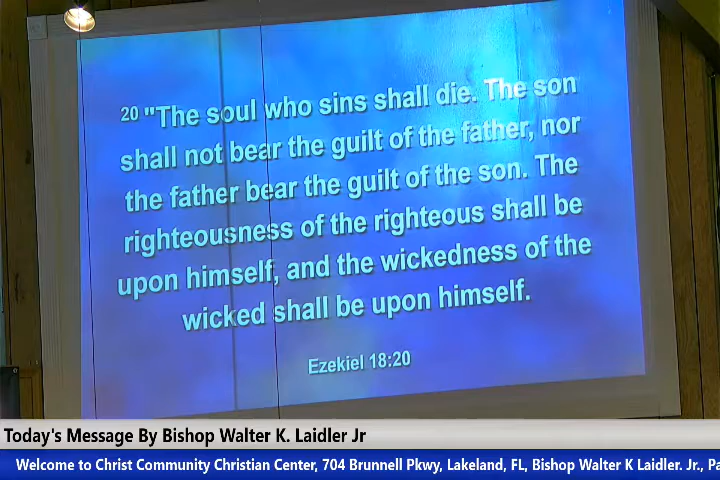 20 "The soul who sins shall die. The son
shall not bear the guilt of the father, nor
the father bear the guilt of the son. The
righteousness of the righteous shall be
upon himself, and the wickedness of the
wicked shall be upon himself.
Ezekiel 18:20
Today's Message By Bishop Walter K. Laidler Jr
Welcome to Christ Community Christian Center, 704 Brunnell Pkwy, Lakeland, FL, Bishop Walter K Laidler. Jr., Pa